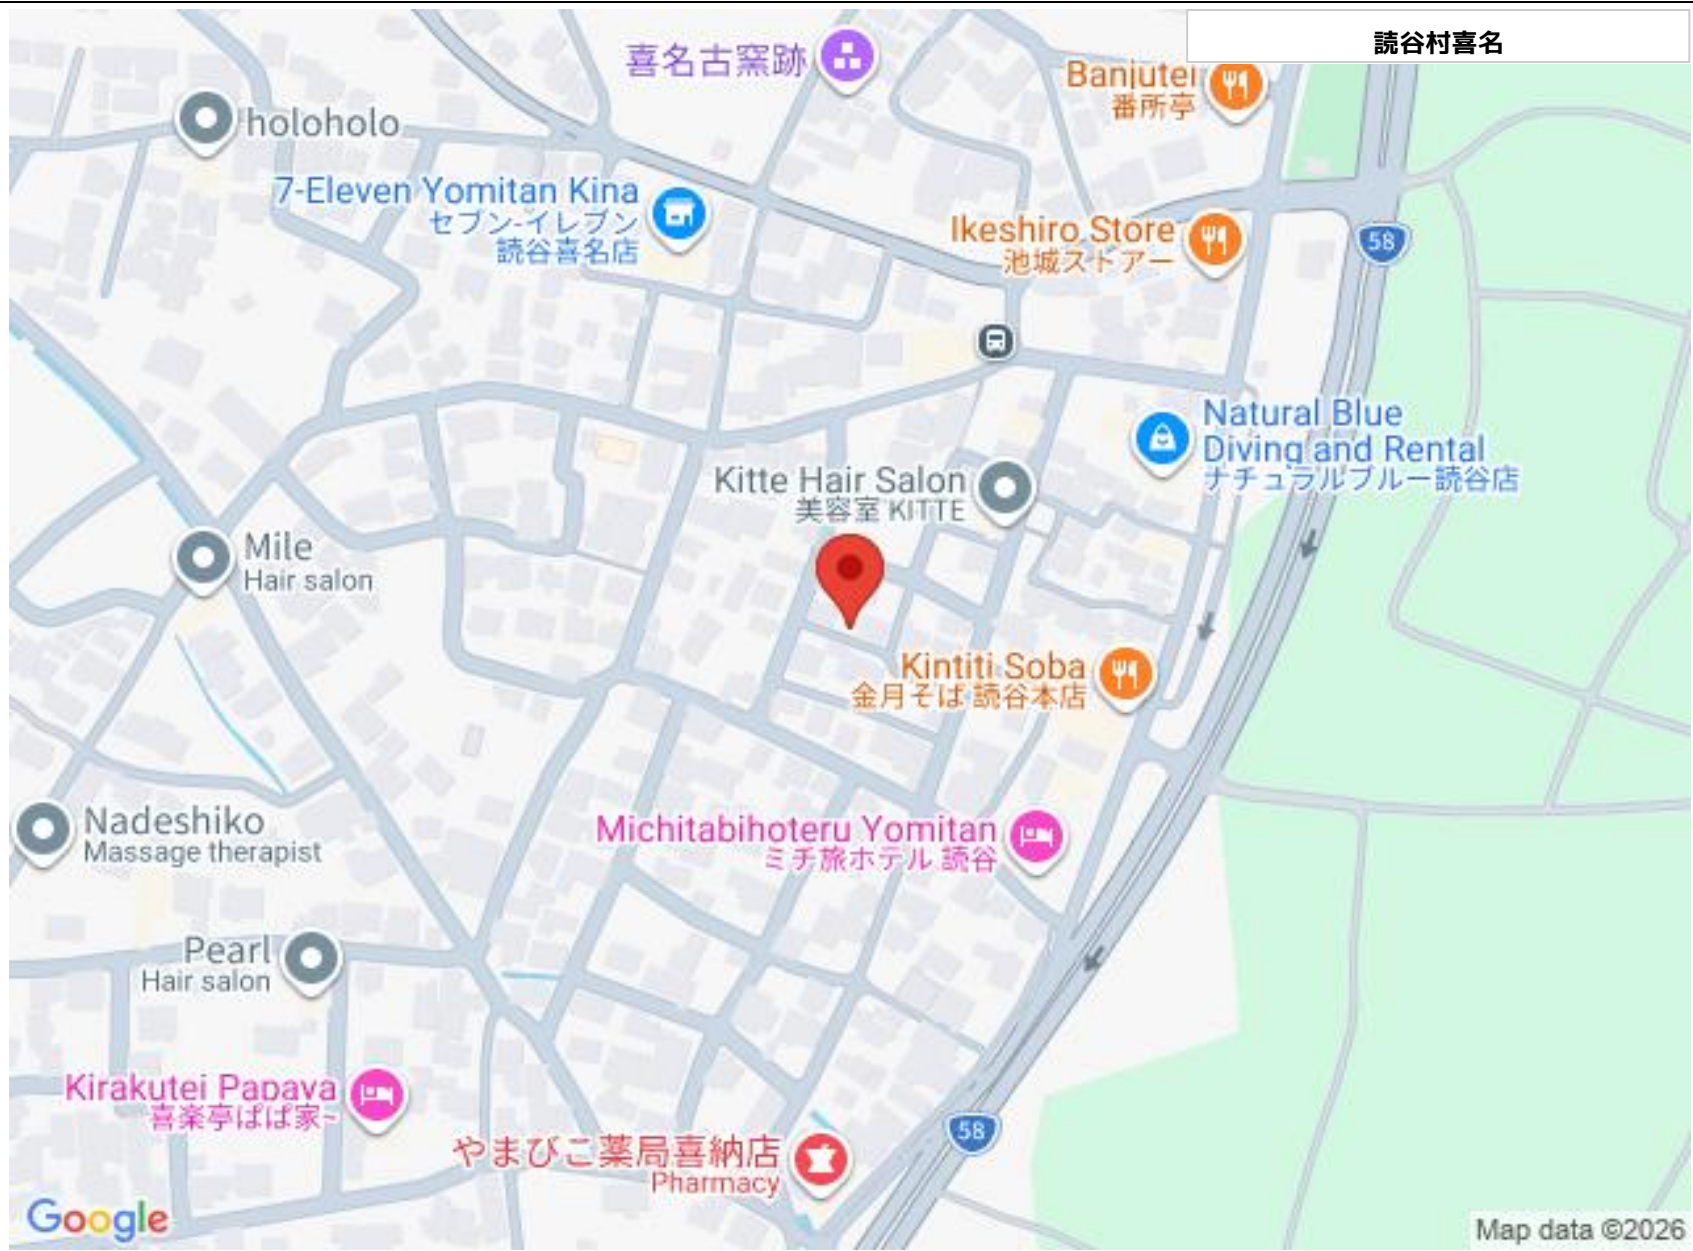 読谷村喜名
喜名古窯跡
Banjutei
番所亭
holoholo
7-Eleven Yomitan Kina
セブン-イレブン
読谷喜名店
Ikeshiro Store
池城ストアー
58
Natural Blue
Diving and Rental
ナチュラルブルー読谷店
Kitte Hair Salon
美容室 KITTE
Mile
Hair salon
Kintiti Soba
金月そば 読谷本店
Nadeshiko
Massage therapist
Michitabihoteru Yomitan
ミチ旅ホテル 読谷
Pearl
Hair salon
Kirakutei Papaya
喜楽亭ぱぱ家~
58
やまびこ薬局喜納店
Pharmacy
Google
Map data ©2026